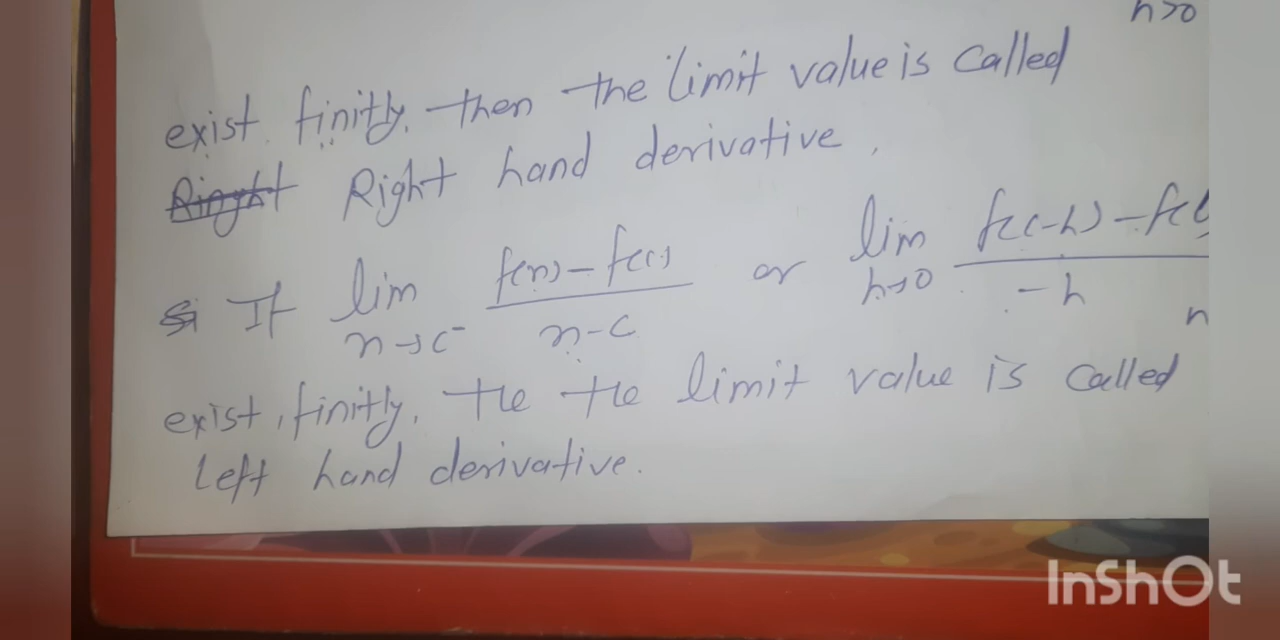 h>0
exist finitly, then the limit value is called
Right Right hand derivative.
If lim f(x)-f(c) or lim f(c-h)-f(c
x→c⁻ x-c h→0 -h
exist, finitly, the the limit value is called
Left hand derivative.
InShOt